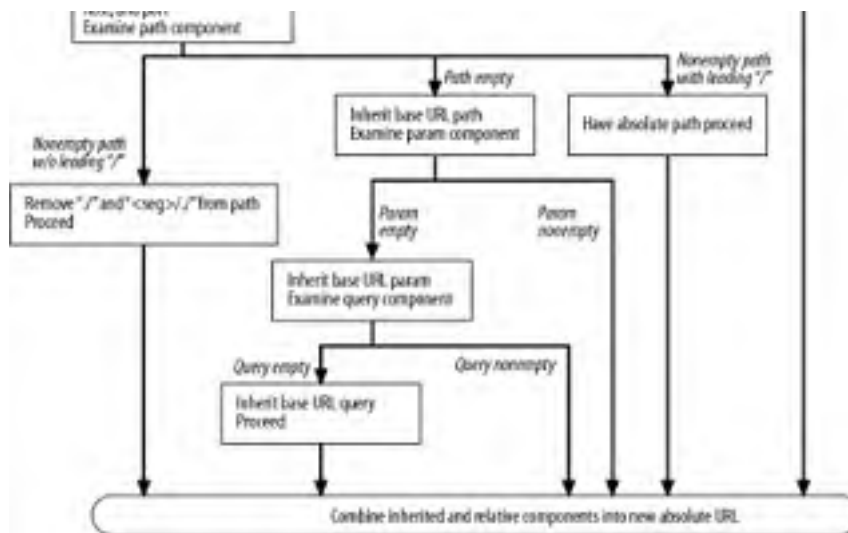 host, and port
Examine path component
Nonempty path
with leading "/"
Path empty
Inherit base URL path
Examine param component
Have absolute path proceed
Nonempty path
w/o leading "/"
Remove "./" and "<seg>/../" from path
Proceed
Param
empty
Param
nonempty
Inherit base URL param
Examine query component
Query empty
Query nonempty
Inherit base URL query
Proceed
Combine inherited and relative components into new absolute URL